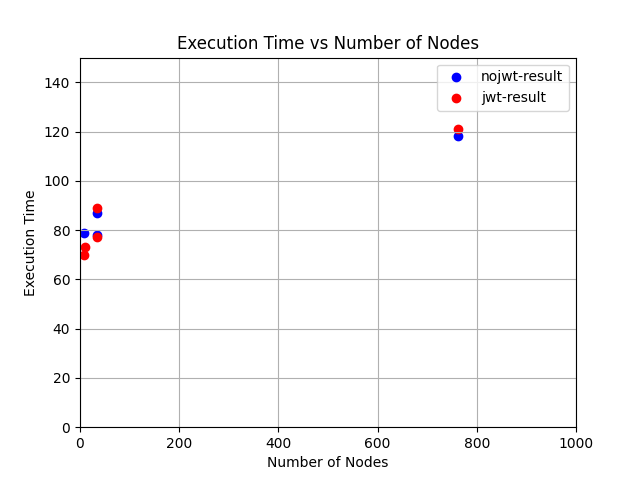 Execution Time vs Number of Nodes
nojwt-result
jwt-result
Execution Time
140
120
100
80
60
40
20
0
0 200 400 600 800 1000
Number of Nodes